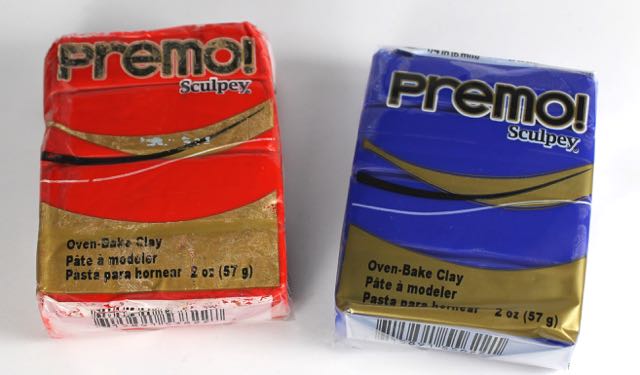 Premo!
Sculpey
Oven-Bake Clay
Pâte à modeler
Pasta para hornear 2 oz (57 g)
Premo!
Sculpey
Oven-Bake Clay
Pâte à modeler
Pasta para hornear 2 oz (57 g)